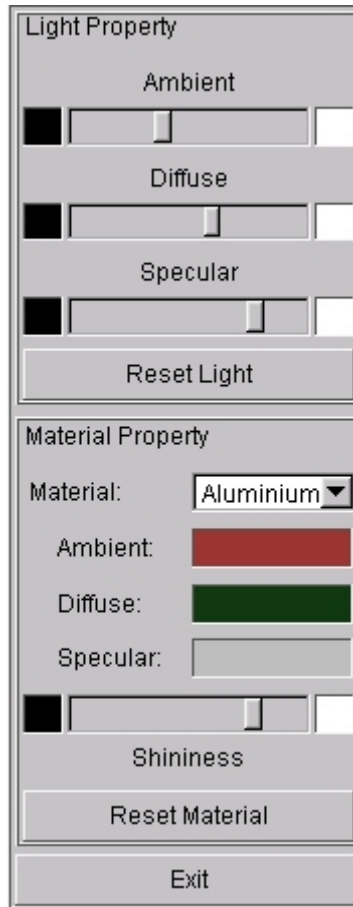 Light Property
Ambient
Diffuse
Specular
Reset Light
Material Property
Material: Aluminium
Ambient:
Diffuse:
Specular:
Shininess
Reset Material
Exit